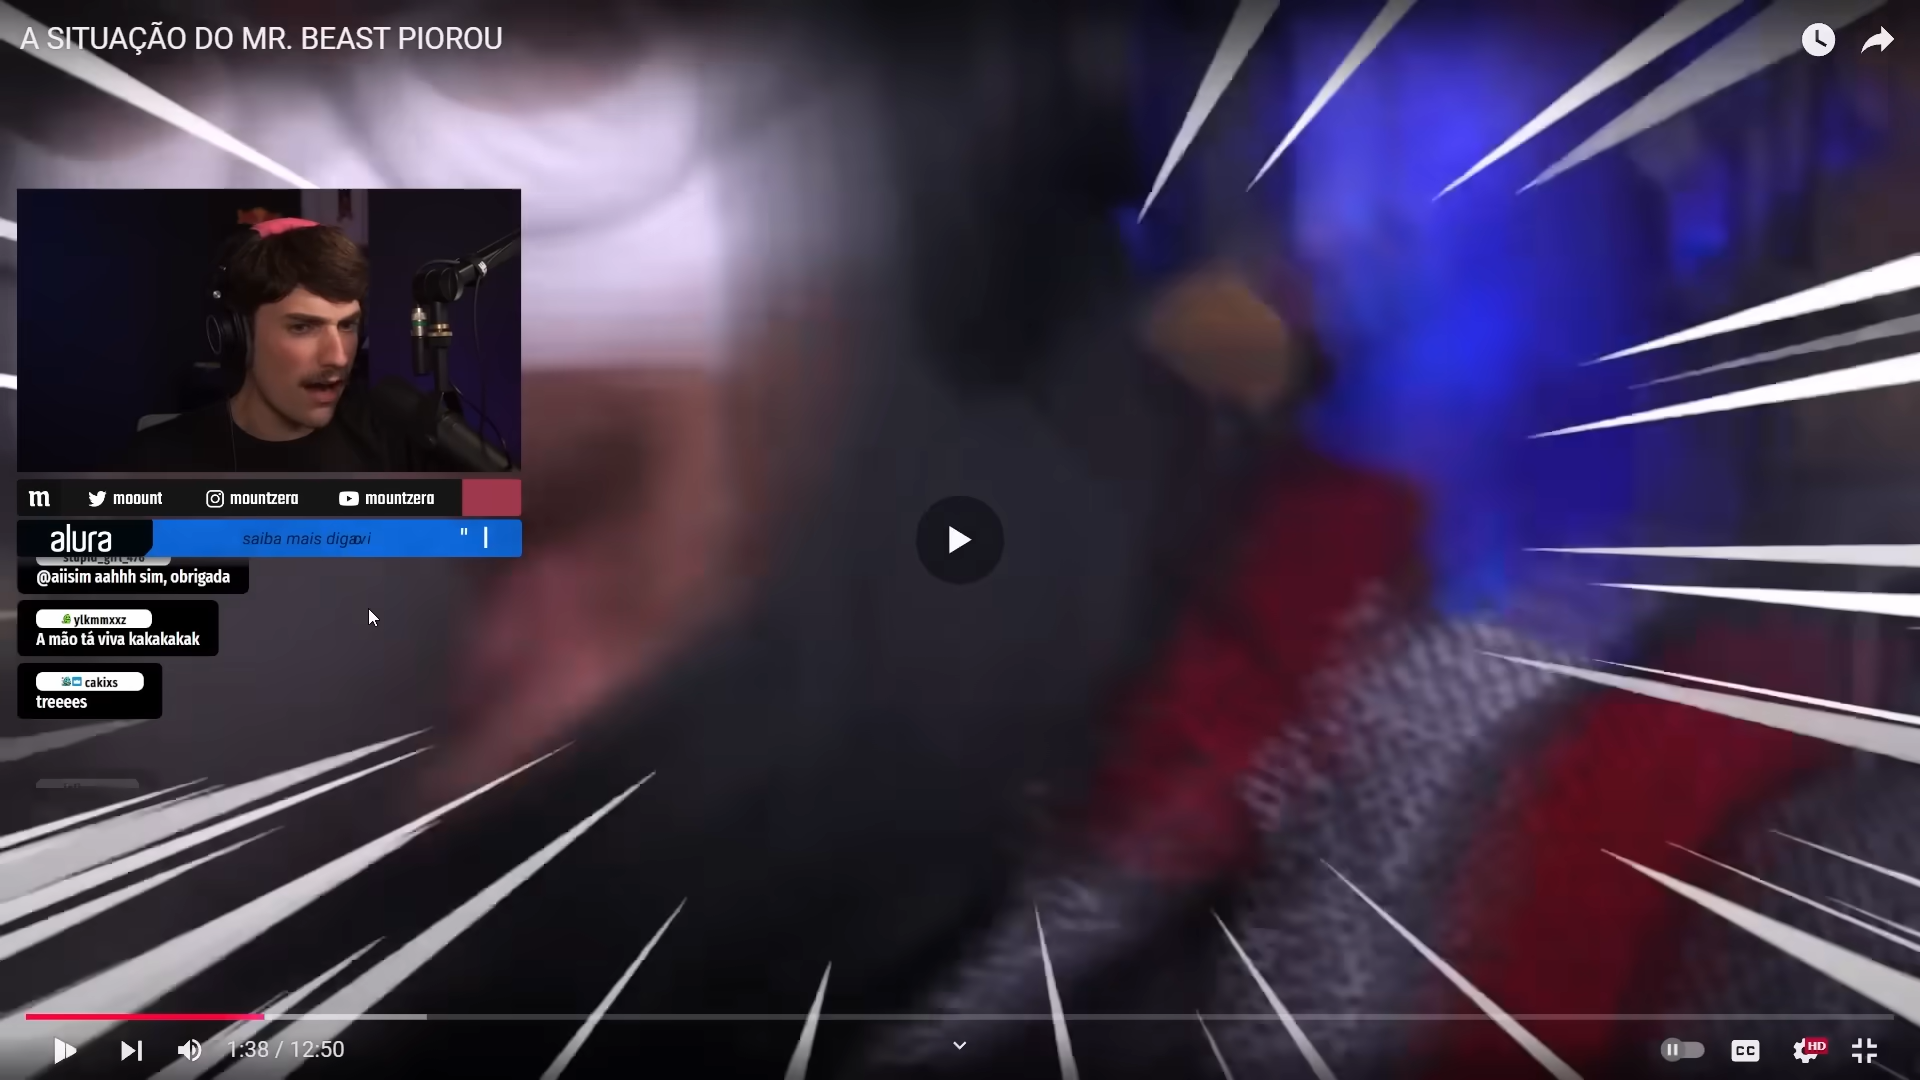 A SITUAÇÃO DO MR. BEAST PIOROU
m moount mountzera mountzera
alura saiba mais
@aiisim aahhh sim, obrigada
ylkmmxxz
A mão tá viva kakakakak
cakixs
treeees
1:38 / 12:50
CC HD